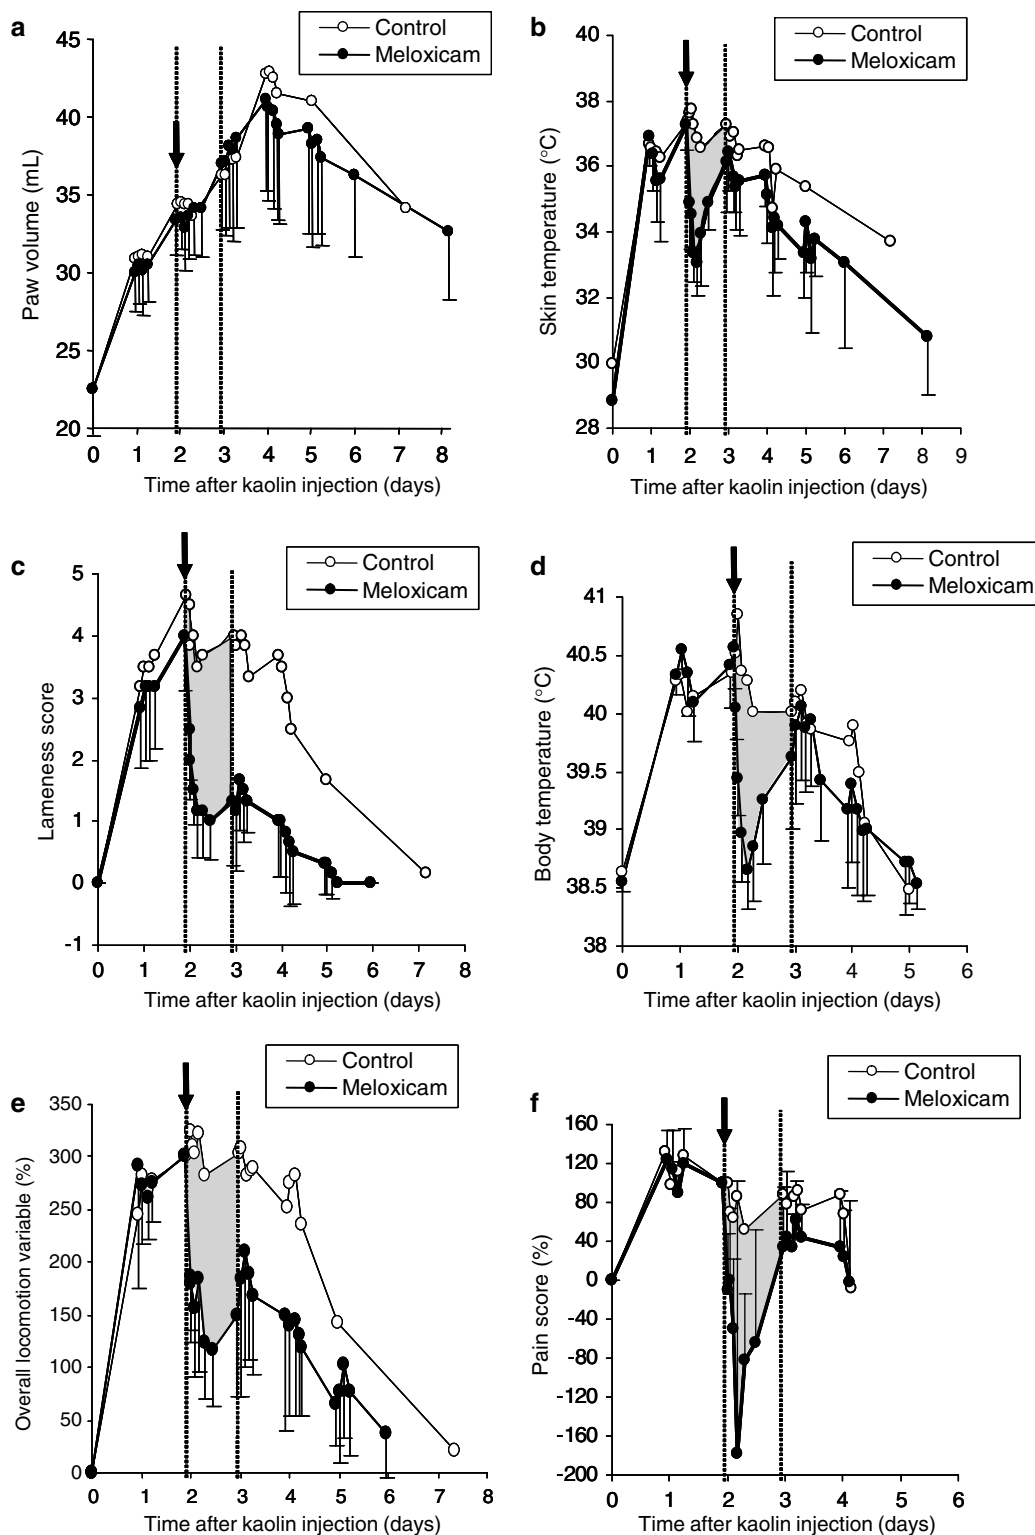 a
Control
Meloxicam
45
40
35
30
25
20
Paw volume (mL)
0 1 2 3 4 5 6 7 8
Time after kaolin injection (days)
b
Control
Meloxicam
40
38
36
34
32
30
28
Skin temperature (°C)
0 1 2 3 4 5 6 7 8 9
Time after kaolin injection (days)
c
Control
Meloxicam
5
4
3
2
1
0
-1
Lameness score
0 1 2 3 4 5 6 7 8
Time after kaolin injection (days)
d
Control
Meloxicam
41
40.5
40
39.5
39
38.5
38
Body temperature (°C)
0 1 2 3 4 5 6
Time after kaolin injection (days)
e
Control
Meloxicam
350
300
250
200
150
100
50
0
Overall locomotion variable (%)
0 1 2 3 4 5 6 7 8
Time after kaolin injection (days)
f
Control
Meloxicam
160
120
80
40
0
-40
-80
-120
-160
-200
Pain score (%)
0 1 2 3 4 5 6
Time after kaolin injection (days)